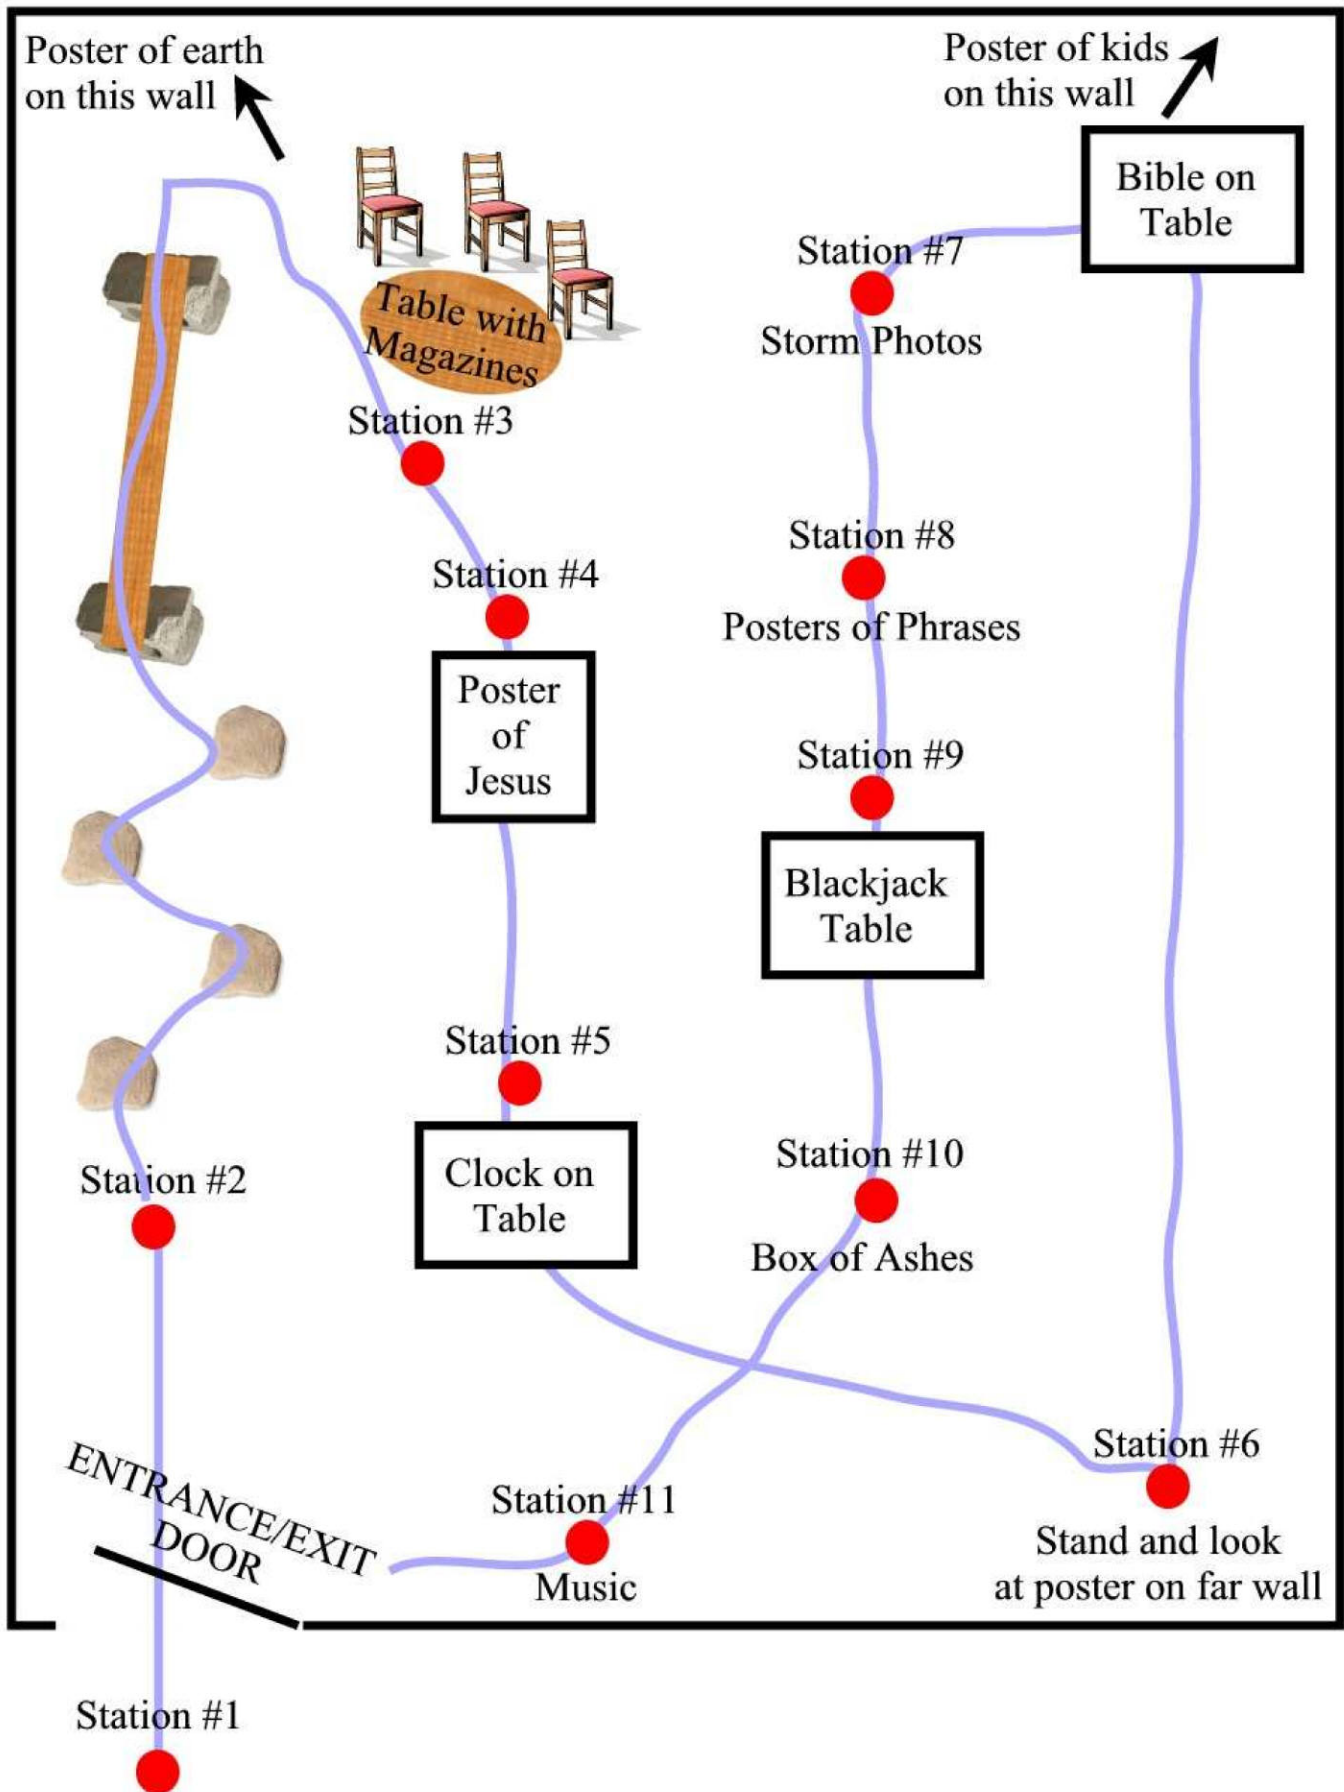 Poster of earth
on this wall
Poster of kids
on this wall
Bible on
Table
Station #7
Storm Photos
Table with
Magazines
Station #3
Station #8
Posters of Phrases
Station #4
Poster
of
Jesus
Station #9
Blackjack
Table
Station #5
Clock on
Table
Station #10
Box of Ashes
Station #2
Station #6
Stand and look
at poster on far wall
ENTRANCE/EXIT
DOOR
Station #11
Music
Station #1